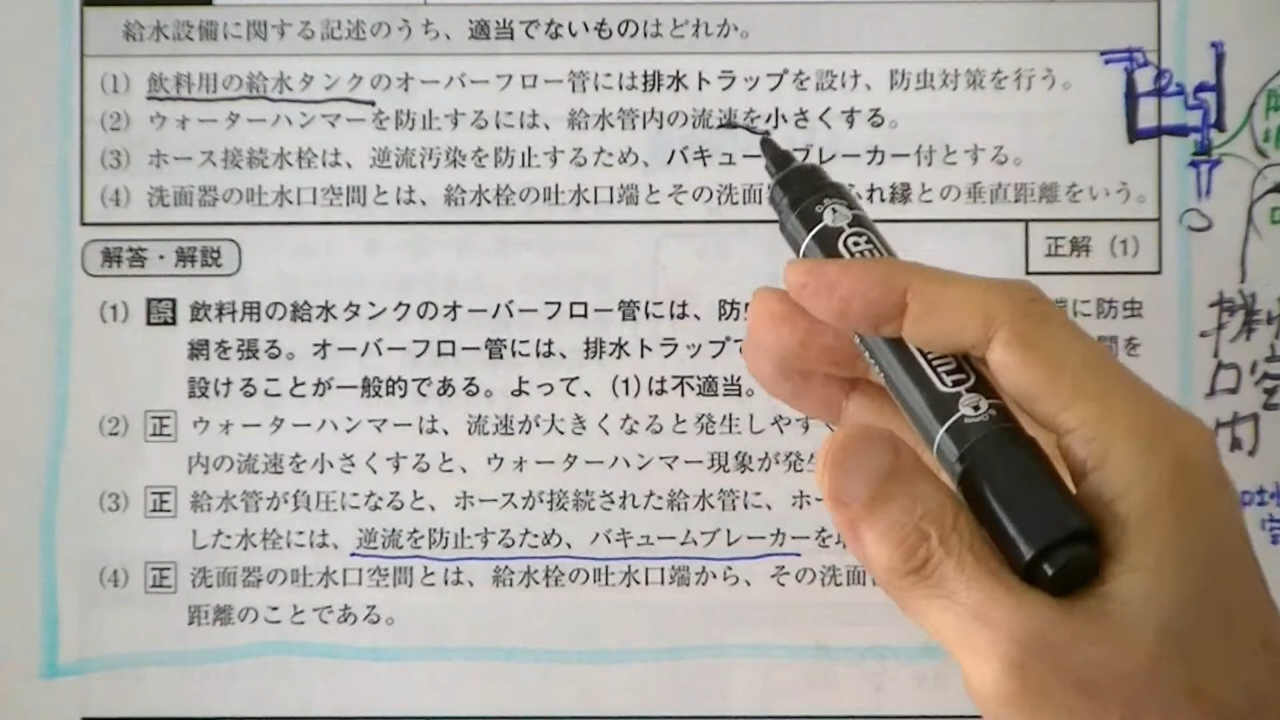 給水設備に関する記述のうち、適当でないものはどれか。
(1) 飲料用の給水タンクのオーバーフロー管には排水トラップを設け、防虫対策を行う。
(2) ウォーターハンマーを防止するには、給水管内の流速を小さくする。
(3) ホース接続水栓は、逆流汚染を防止するため、バキュー ブレーカー付とする。
(4) 洗面器の吐水口空間とは、給水栓の吐水口端とその洗面 ふれ縁との垂直距離をいう。
解答・解説
正解 (1)
(1) 誤 飲料用の給水タンクのオーバーフロー管には、防 に防虫
網を張る。オーバーフロー管には、排水トラップ を
設けることが一般的である。よって、(1)は不適当。
(2) 正 ウォーターハンマーは、流速が大きくなると発生しやす
内の流速を小さくすると、ウォーターハンマー現象が発生
(3) 正 給水管が負圧になると、ホースが接続された給水管に、ホー
した水栓には、逆流を防止するため、バキュームブレーカーを
(4) 正 洗面器の吐水口空間とは、給水栓の吐水口端から、その洗面
距離のことである。
排
口
内